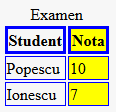 Examen
Student Nota
Popescu 10
Ionescu 7